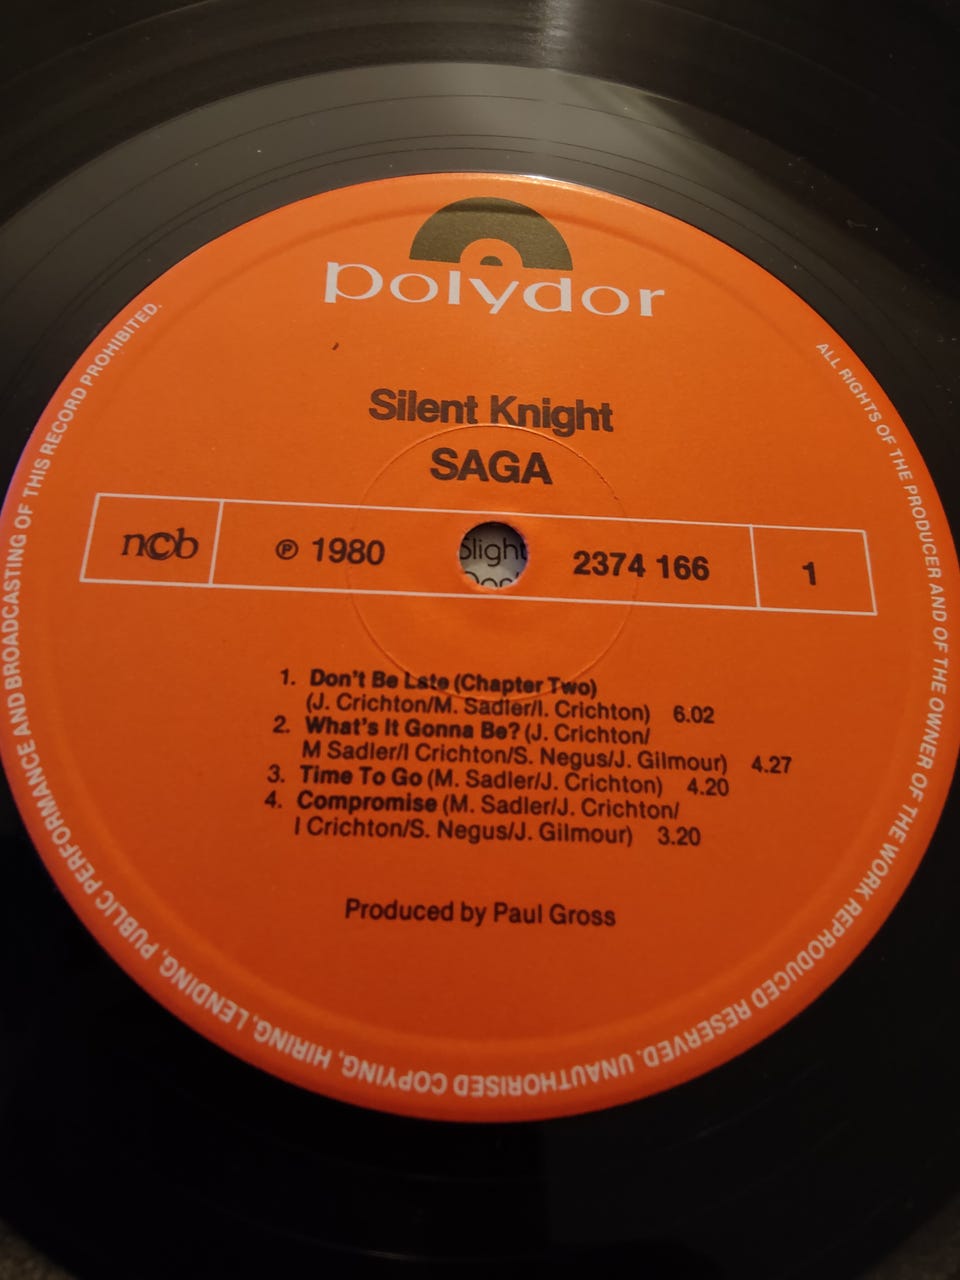 polydor
Silent Knight
SAGA
ncb ℗ 1980 Slight 2374 166 1
1. Don't Be Late (Chapter Two)
(J. Crichton/M. Sadler/I. Crichton) 6.02
2. What's It Gonna Be? (J. Crichton/
M Sadler/I Crichton/S. Negus/J. Gilmour) 4.27
3. Time To Go (M. Sadler/J. Crichton) 4.20
4. Compromise (M. Sadler/J. Crichton/
I Crichton/S. Negus/J. Gilmour) 3.20
Produced by Paul Gross
ALL RIGHTS OF THE PRODUCER AND OF THE OWNER OF THE WORK REPRODUCED RESERVED. UNAUTHORISED COPYING, HIRING, LENDING, PUBLIC PERFORMANCE AND BROADCASTING OF THIS RECORD PROHIBITED.